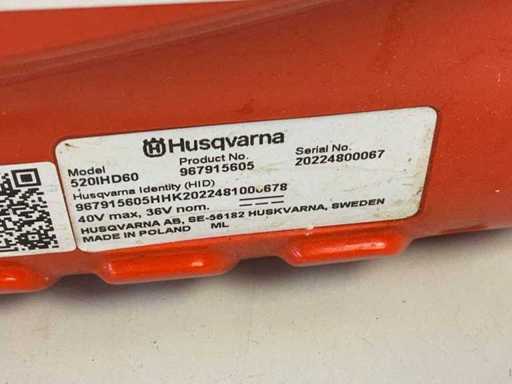 Husqvarna
Model
520iHD60
Product No.
967915605
Serial No.
20224800067
Husqvarna Identity (HID)
967915605HHK2022481000678
40V max, 36V nom.
HUSQVARNA AB, SE-56182 HUSKVARNA, SWEDEN
MADE IN POLAND ML